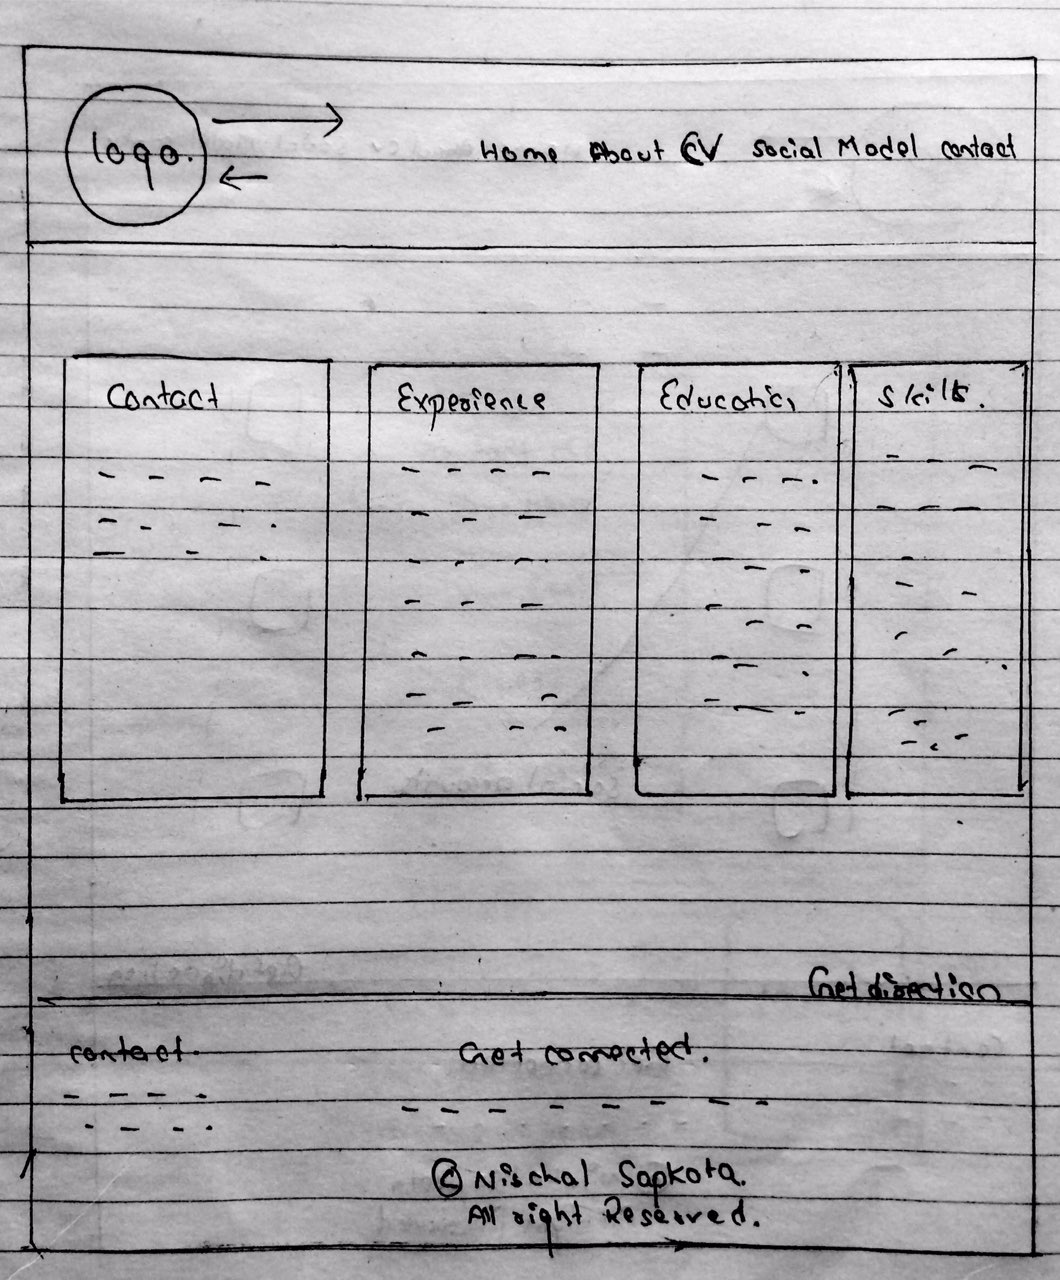 logo.
Home About CV social Model contact
Contact
Experience
Education
Skills.
Get direction
contact.
Get connected.
© Nischal Sapkota.
All right Reserved.